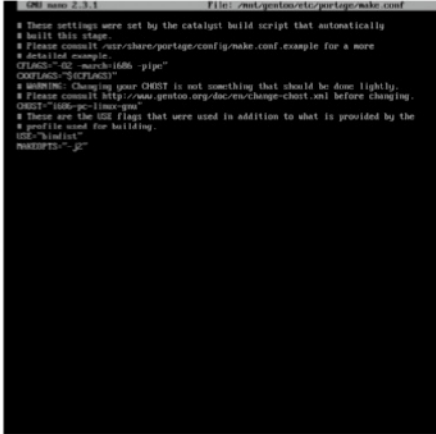 GNU nano 2.3.1 File: /mnt/gentoo/etc/portage/make.conf
# These settings were set by the catalyst build script that automatically
# built this stage.
# Please consult /usr/share/portage/config/make.conf.example for a more
# detailed example.
CFLAGS="-O2 -march=i686 -pipe"
CXXFLAGS="${CFLAGS}"
# WARNING: Changing your CHOST is not something that should be done lightly.
# Please consult http://www.gentoo.org/doc/en/change-chost.xml before changing.
CHOST="i686-pc-linux-gnu"
# These are the USE flags that were used in addition to what is provided by the
# profile used for building.
USE="bindist"
MAKEOPTS="-j2"